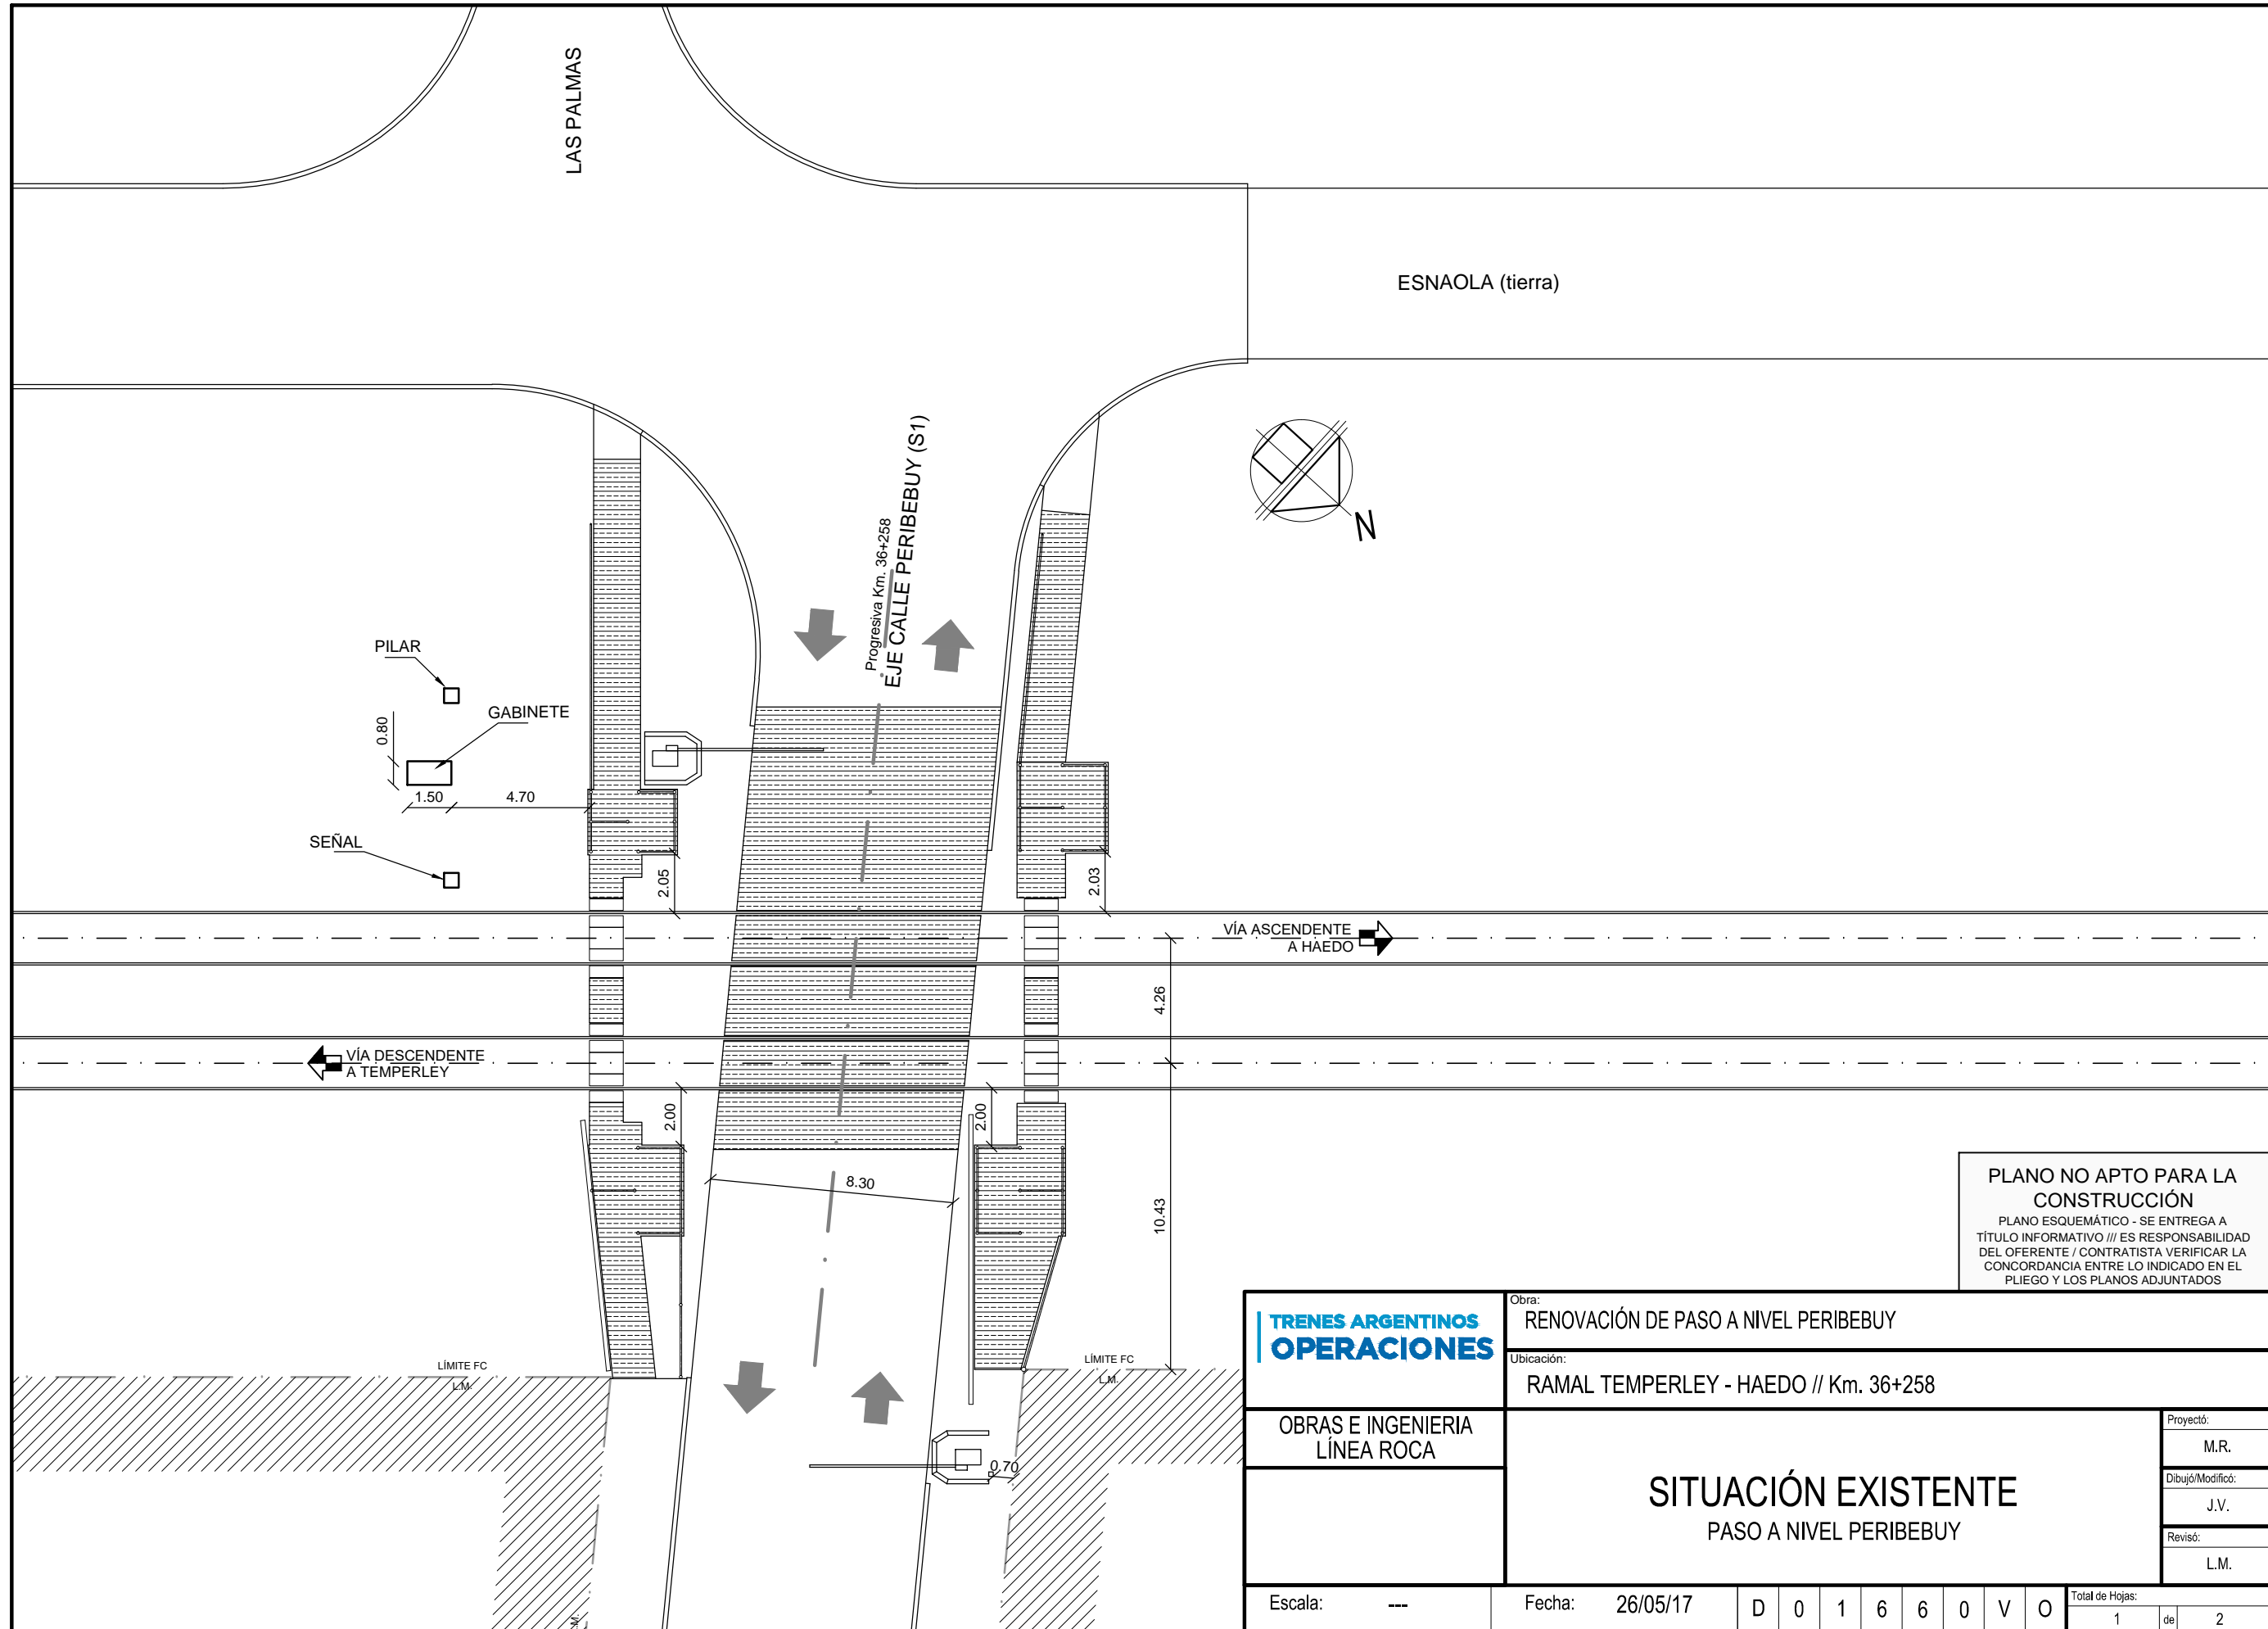 LAS PALMAS
ESNAOLA (tierra)
Progresiva Km. 36+258
EJE CALLE PERIBEBUY (S1)
N
PILAR
GABINETE
0.80
1.50
4.70
SEÑAL
2.05
2.03
VÍA ASCENDENTE
A HAEDO
4.26
VÍA DESCENDENTE
A TEMPERLEY
2.00
2.00
8.30
10.43
LÍMITE FC
L.M.
LÍMITE FC
L.M.
0.70
PLANO NO APTO PARA LA
CONSTRUCCIÓN
PLANO ESQUEMÁTICO - SE ENTREGA A
TÍTULO INFORMATIVO /// ES RESPONSABILIDAD
DEL OFERENTE / CONTRATISTA VERIFICAR LA
CONCORDANCIA ENTRE LO INDICADO EN EL
PLIEGO Y LOS PLANOS ADJUNTADOS
TRENES ARGENTINOS
OPERACIONES
Obra:
RENOVACIÓN DE PASO A NIVEL PERIBEBUY
Ubicación:
RAMAL TEMPERLEY - HAEDO // Km. 36+258
OBRAS E INGENIERIA
LÍNEA ROCA
SITUACIÓN EXISTENTE
PASO A NIVEL PERIBEBUY
Proyectó:
M.R.
Dibujó/Modificó:
J.V.
Revisó:
L.M.
Escala: ---
Fecha: 26/05/17
D 0 1 6 6 0 V O
Total de Hojas:
1 de 2